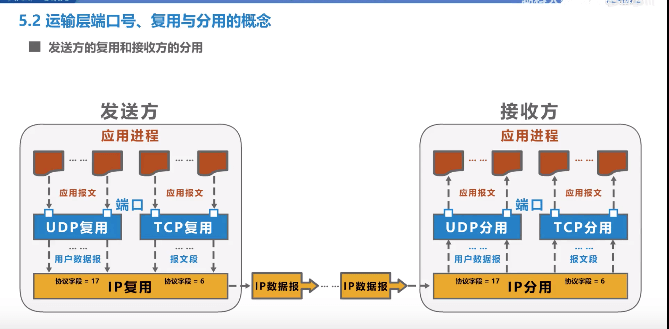 5.2 运输层端口号、复用与分用的概念
发送方的复用和接收方的分用
发送方
接收方
应用进程
应用进程
…… ……
…… ……
应用报文 应用报文
应用报文 应用报文
端口
端口
UDP复用 TCP复用
UDP分用 TCP分用
…… ……
…… ……
用户数据报 报文段
用户数据报 报文段
协议字段 = 17 IP复用 协议字段 = 6
IP数据报 …… IP数据报
协议字段 = 17 IP分用 协议字段 = 6